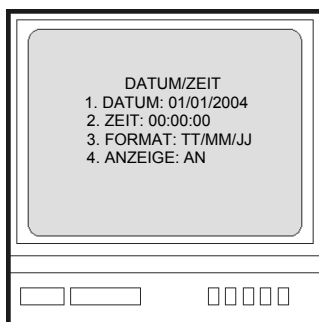 DATUM/ZEIT
1. DATUM: 01/01/2004
2. ZEIT: 00:00:00
3. FORMAT: TT/MM/JJ
4. ANZEIGE: AN